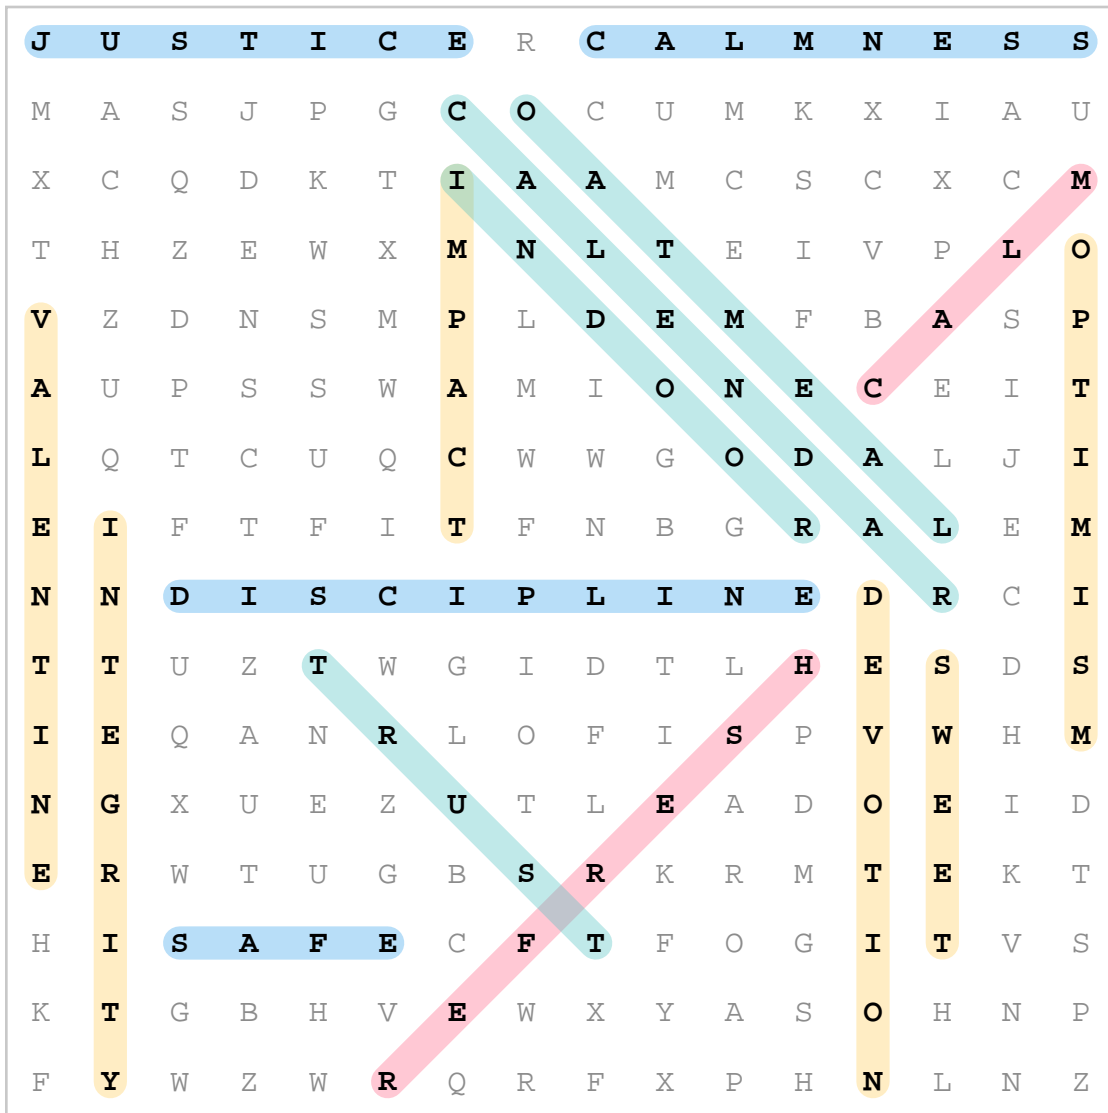 J U S T I C E R C A L M N E S S
M A S J P G C O C U M K X I A U
X C Q D K T I A A M C S C X C M
T H Z E W X M N L T E I V P L O
V Z D N S M P L D E M F B A S P
A U P S S W A M I O N E C E I T
L Q T C U Q C W W G O D A L J I
E I F T F I T F N B G R A L E M
N N D I S C I P L I N E D R C I
T T U Z T W G I D T L H E S D S
I E Q A N R L O F I S P V W H M
N G X U E Z U T L E A D O E I D
E R W T U G B S R K R M T E K T
H I S A F E C F T F O G I T V S
K T G B H V E W X Y A S O H N P
F Y W Z W R Q R F X P H N L N Z